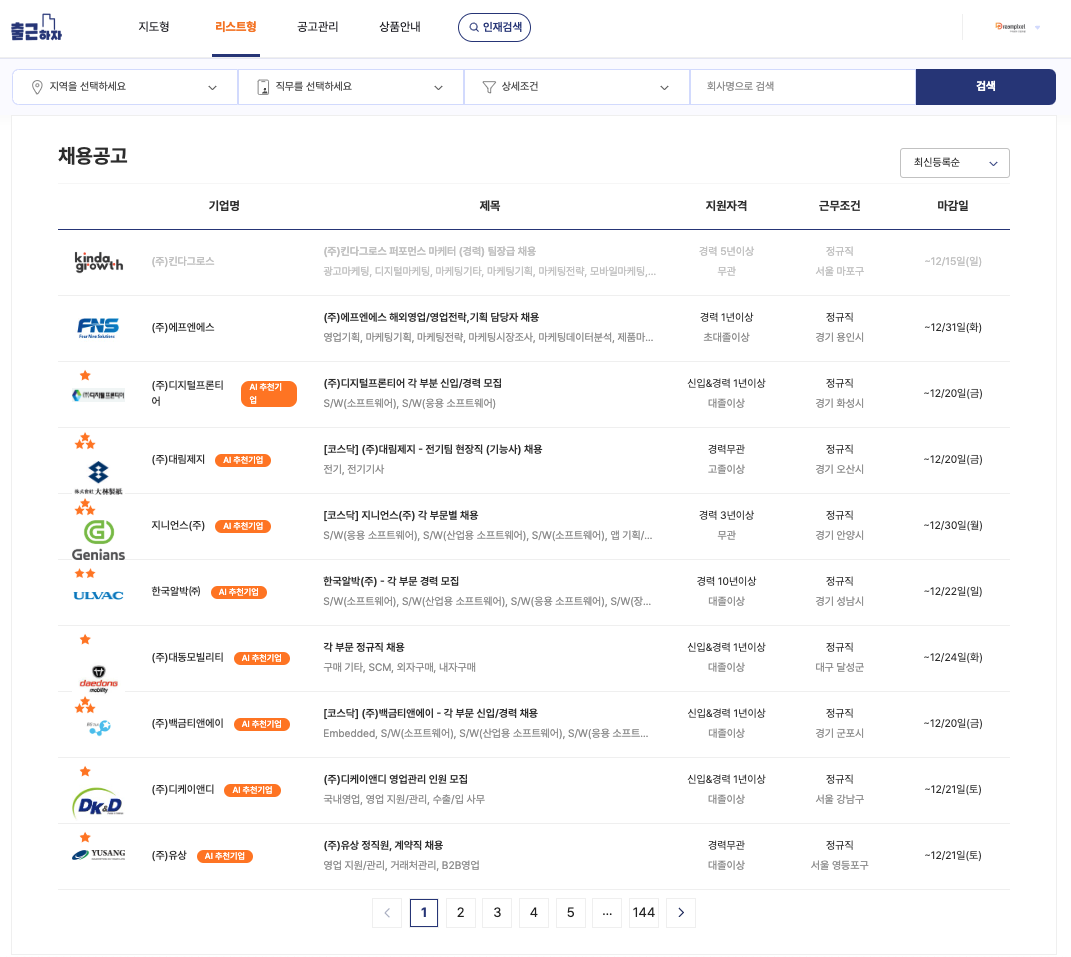 출근하자
지도형
리스트형
공고관리
상품안내
인재검색
지역을 선택하세요
직무를 선택하세요
상세조건
회사명으로 검색
검색
채용공고
최신등록순
기업명
제목
지원자격
근무조건
마감일
kinda growth
(주)킨다그로스
(주)킨다그로스 퍼포먼스 마케터 (경력) 팀장급 채용
광고마케팅, 디지털마케팅, 마케팅기타, 마케팅기획, 마케팅전략, 모바일마케팅,...
경력 5년이상
무관
정규직
서울 마포구
~12/15일(일)
FNS
(주)에프엔에스
(주)에프엔에스 해외영업/영업전략,기획 담당자 채용
영업기획, 마케팅기획, 마케팅전략, 마케팅시장조사, 마케팅데이터분석, 제품마...
경력 1년이상
초대졸이상
정규직
경기 용인시
~12/31일(화)
(주)디지털프론티어
(주)디지털프론티
어
AI 추천기
업
(주)디지털프론티어 각 부분 신입/경력 모집
S/W(소프트웨어), S/W(응용 소프트웨어)
신입&경력 1년이상
대졸이상
정규직
경기 화성시
~12/20일(금)
株式會社 大林製紙
(주)대림제지
AI 추천기업
[코스닥] (주)대림제지 - 전기팀 현장직 (기능사) 채용
전기, 전기기사
경력무관
고졸이상
정규직
경기 오산시
~12/20일(금)
Genians
지니언스(주)
AI 추천기업
[코스닥] 지니언스(주) 각 부문별 채용
S/W(응용 소프트웨어), S/W(산업용 소프트웨어), S/W(소프트웨어), 앱 기획/...
경력 3년이상
무관
정규직
경기 안양시
~12/30일(월)
ULVAC
한국알박㈜
AI 추천기업
한국알박(주) - 각 부문 경력 모집
S/W(소프트웨어), S/W(산업용 소프트웨어), S/W(응용 소프트웨어), S/W(장...
경력 10년이상
대졸이상
정규직
경기 성남시
~12/22일(일)
daedong
mobility
(주)대동모빌리티
AI 추천기업
각 부문 정규직 채용
구매 기타, SCM, 외자구매, 내자구매
신입&경력 1년이상
대졸이상
정규직
대구 달성군
~12/24일(화)
(주)백금티앤에이
AI 추천기업
[코스닥] (주)백금티앤에이 - 각 부문 신입/경력 채용
Embedded, S/W(소프트웨어), S/W(산업용 소프트웨어), S/W(응용 소프트...
신입&경력 1년이상
대졸이상
정규직
경기 군포시
~12/20일(금)
DK&D
(주)디케이앤디
AI 추천기업
(주)디케이앤디 영업관리 인원 모집
국내영업, 영업 지원/관리, 수출/입 사무
신입&경력 1년이상
대졸이상
정규직
서울 강남구
~12/21일(토)
YUSANG
(주)유상
AI 추천기업
(주)유상 정직원, 계약직 채용
영업 지원/관리, 거래처관리, B2B영업
경력무관
대졸이상
정규직
서울 영등포구
~12/21일(토)
1 2 3 4 5 ... 144